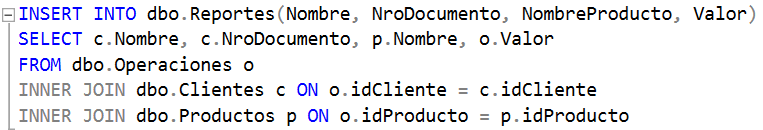 INSERT INTO dbo.Reportes(Nombre, NroDocumento, NombreProducto, Valor)
SELECT c.Nombre, c.NroDocumento, p.Nombre, o.Valor
FROM dbo.Operaciones o
INNER JOIN dbo.Clientes c ON o.idCliente = c.idCliente
INNER JOIN dbo.Productos p ON o.idProducto = p.idProducto